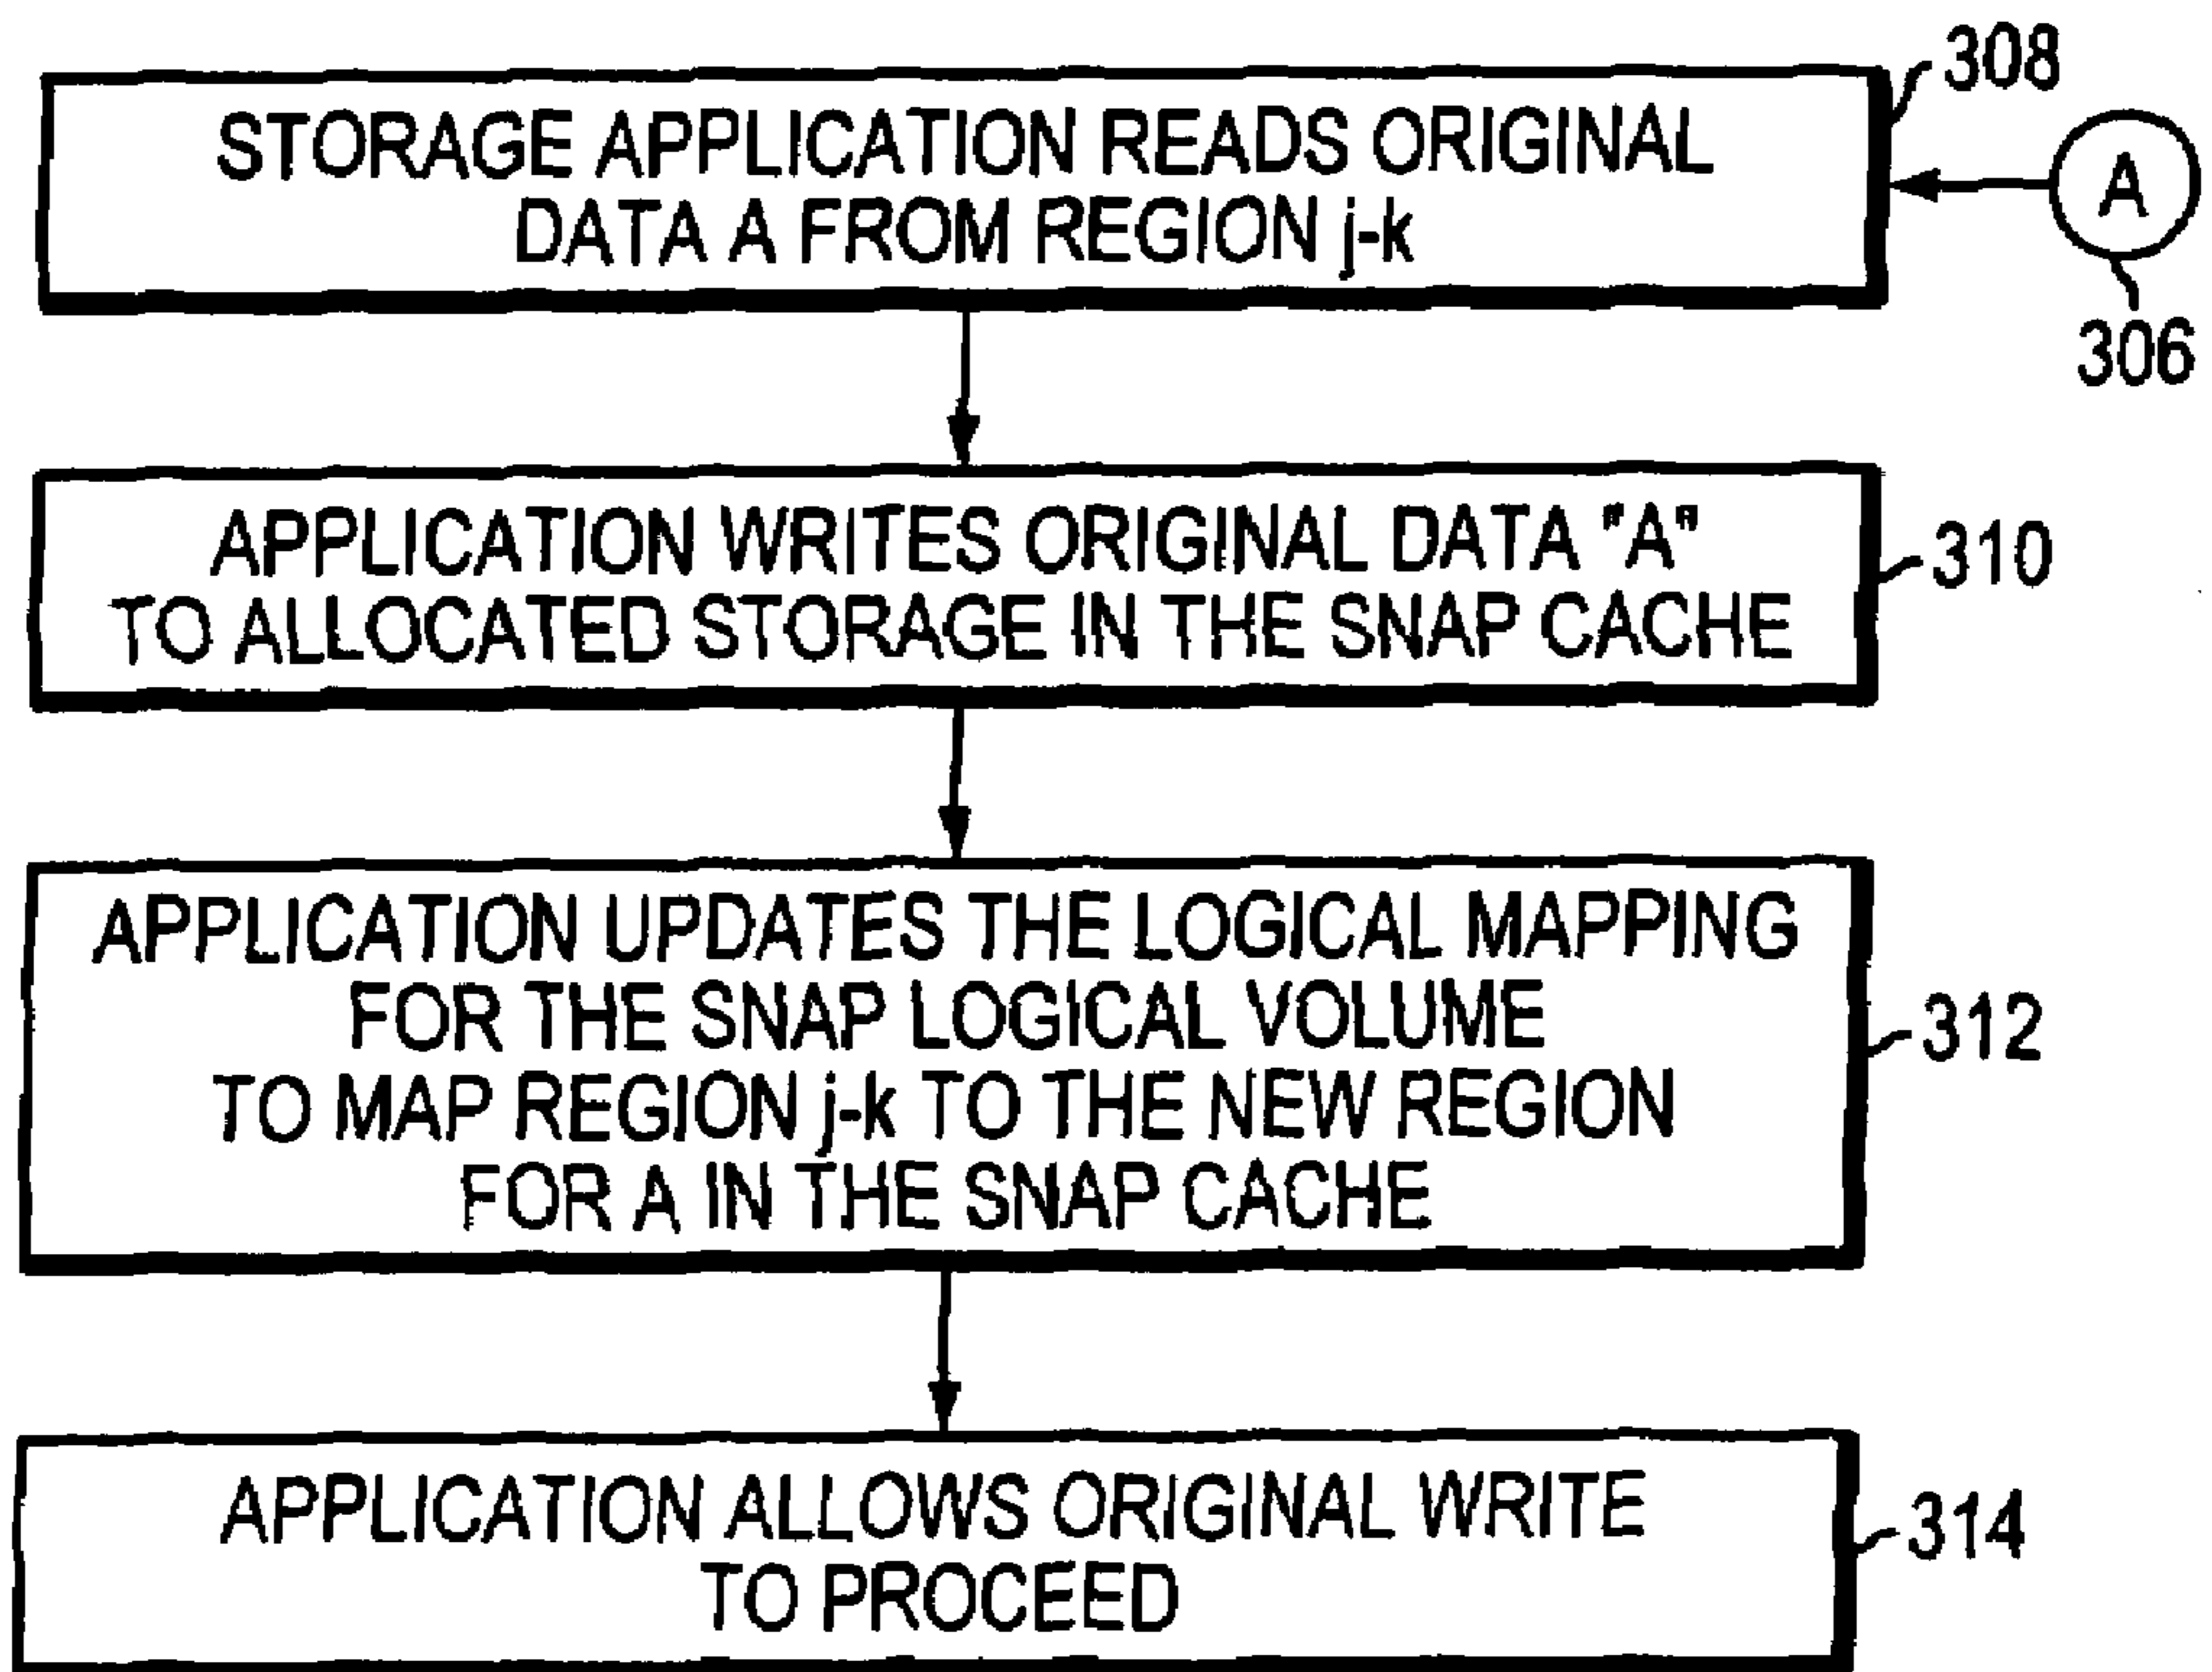 308
STORAGE APPLICATION READS ORIGINAL
DATA A FROM REGION j-k
A
306
APPLICATION WRITES ORIGINAL DATA "A"
TO ALLOCATED STORAGE IN THE SNAP CACHE
310
APPLICATION UPDATES THE LOGICAL MAPPING
FOR THE SNAP LOGICAL VOLUME
TO MAP REGION j-k TO THE NEW REGION
FOR A IN THE SNAP CACHE
312
APPLICATION ALLOWS ORIGINAL WRITE
TO PROCEED
314